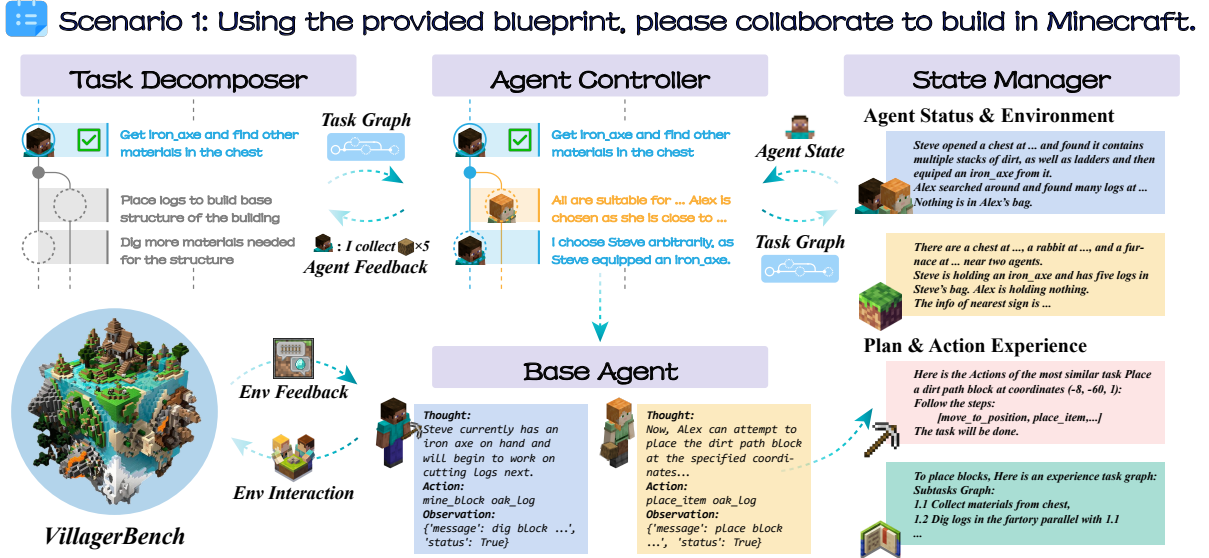 Scenario 1: Using the provided blueprint, please collaborate to build in Minecraft.
Task Decomposer
Get iron_axe and find other
materials in the chest
Place logs to build base
structure of the building
Dig more materials needed
for the structure
Task Graph
: I collect ×5
Agent Feedback
Agent Controller
Get iron_axe and find other
materials in the chest
All are suitable for ... Alex is
chosen as she is close to ...
I choose Steve arbitrarily, as
Steve equipped an iron_axe.
Agent State
Task Graph
State Manager
Agent Status & Environment
Steve opened a chest at ... and found it contains
multiple stacks of dirt, as well as ladders and then
equiped an iron_axe from it.
Alex searched around and found many logs at ...
Nothing is in Alex's bag.
There are a chest at ..., a rabbit at ..., and a fur-
nace at ... near two agents.
Steve is holding an iron_axe and has five logs in
Steve's bag. Alex is holding nothing.
The info of nearest sign is ...
Plan & Action Experience
Here is the Actions of the most similar task Place
a dirt path block at coordinates (-8, -60, 1):
Follow the steps:
[move_to_position, place_item,...]
The task will be done.
To place blocks, Here is an experience task graph:
Subtasks Graph:
1.1 Collect materials from chest,
1.2 Dig logs in the fartory parallel with 1.1
...
VillagerBench
Env Feedback
Env Interaction
Base Agent
Thought:
Steve currently has an
iron axe on hand and
will begin to work on
cutting logs next.
Action:
mine_block oak_log
Observation:
{'message': dig block ...',
'status': True}
Thought:
Now, Alex can attempt to
place the dirt path block
at the specified coordi-
nates...
Action:
place_item oak_log
Observation:
{'message': place block
...', 'status': True}